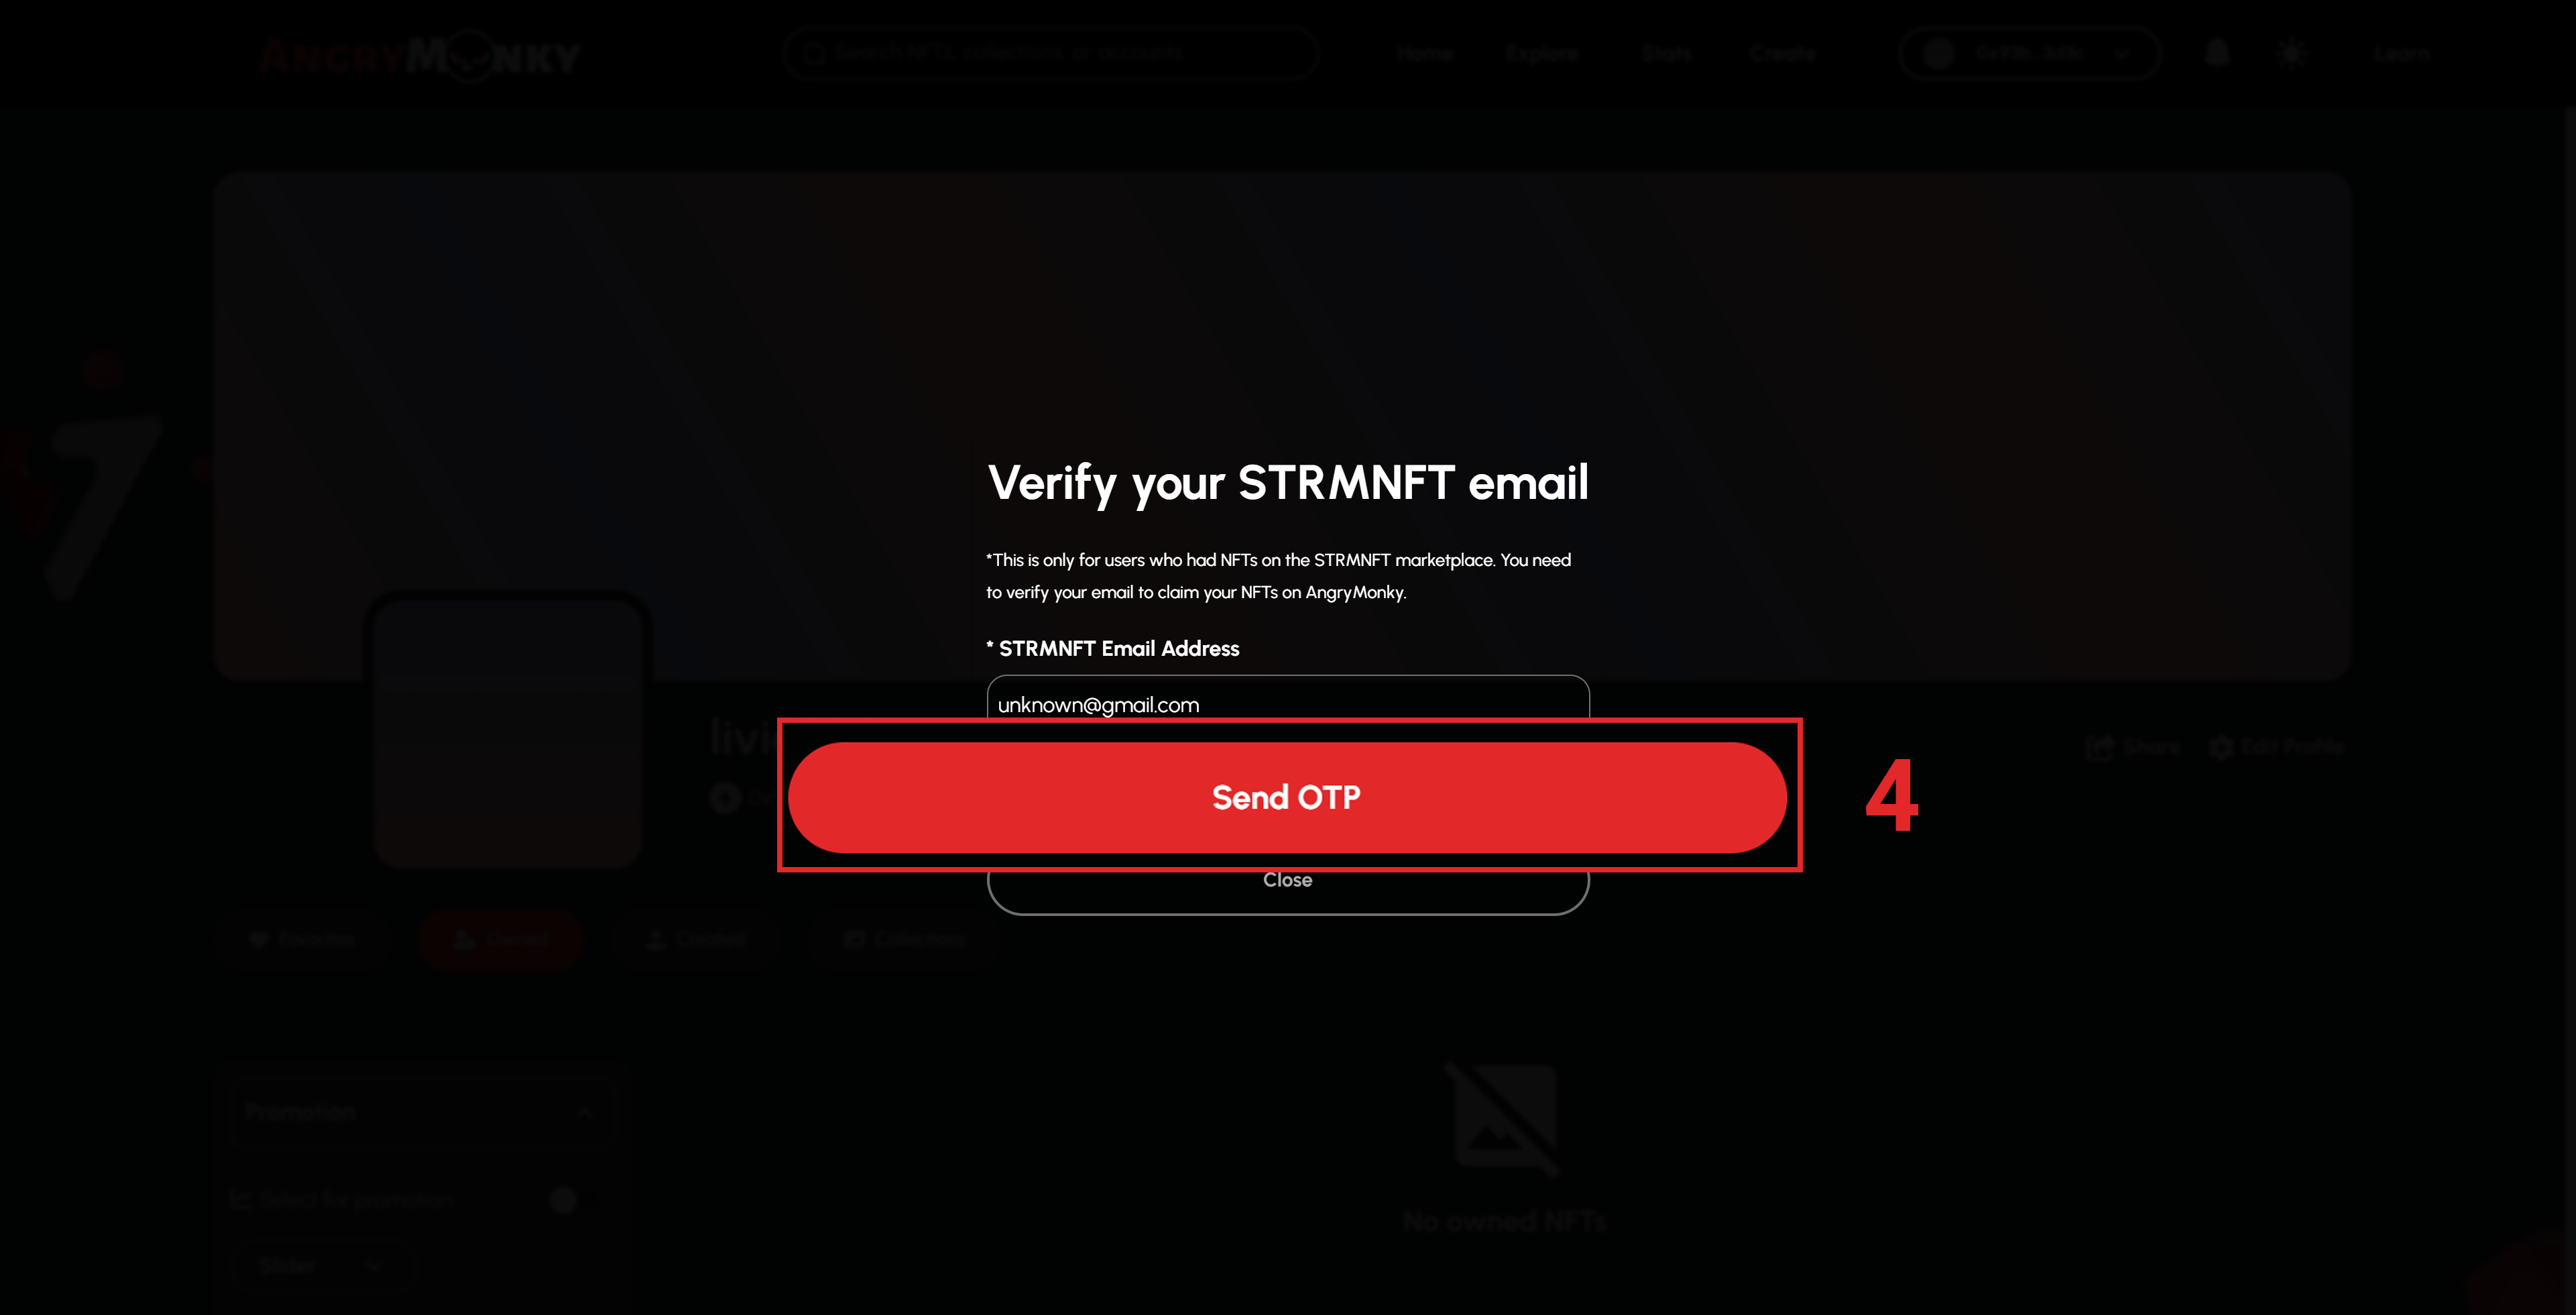 ANGRYMONKY
Search NFTs, collections, or accounts
Home
Explore
Stats
Create
Learn
Verify your STRMNFT email
*This is only for users who had NFTs on the STRMNFT marketplace. You need
to verify your email to claim your NFTs on AngryMonky.
* STRMNFT Email Address
unknown@gmail.com
Send OTP
4
Close
Share
Edit Profile
Favorites
Owned
Created
Collections
Promotion
Select for promotion
Slider
No owned NFTs